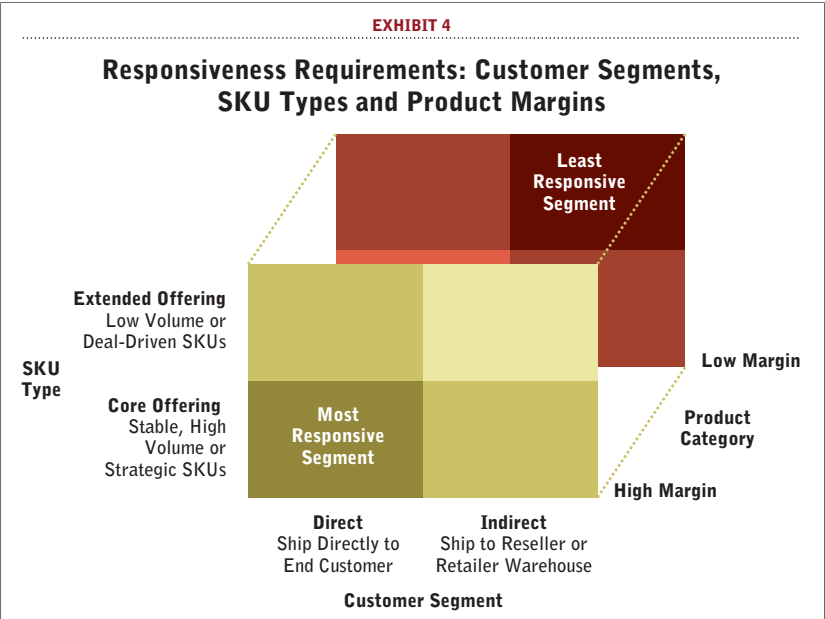 EXHIBIT 4
Responsiveness Requirements: Customer Segments,
SKU Types and Product Margins
Least
Responsive
Segment
Extended Offering
Low Volume or
Deal-Driven SKUs
SKU
Type
Core Offering
Stable, High
Volume or
Strategic SKUs
Most
Responsive
Segment
Low Margin
Product
Category
High Margin
Direct
Ship Directly to
End Customer
Indirect
Ship to Reseller or
Retailer Warehouse
Customer Segment